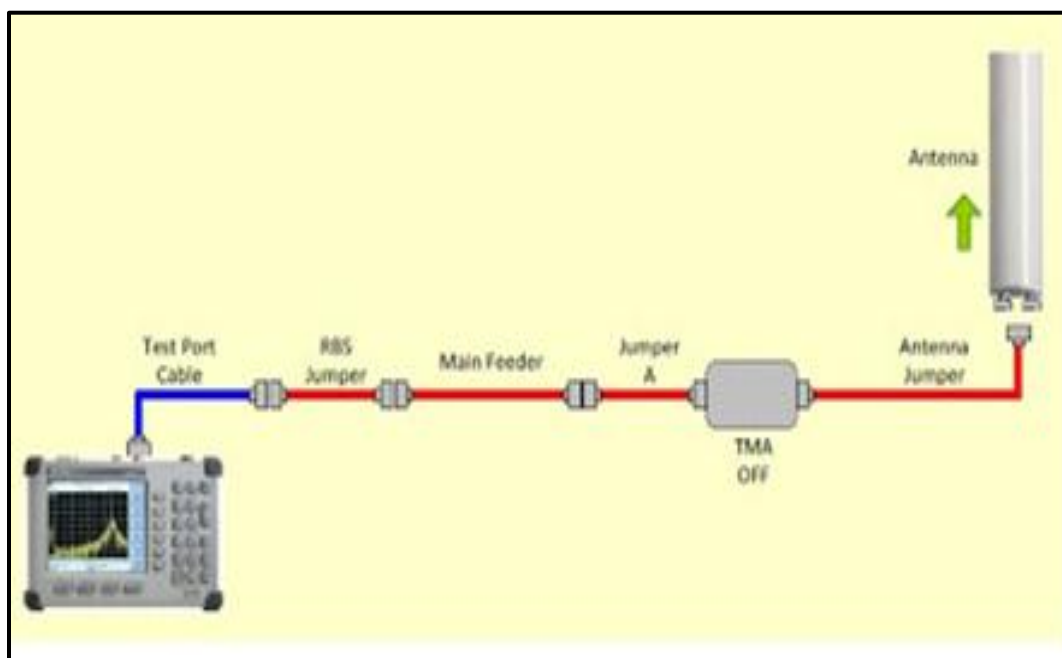 Antenna
Test Port
Cable
RBS
Jumper
Main Feeder
Jumper
A
Antenna
Jumper
TMA
OFF